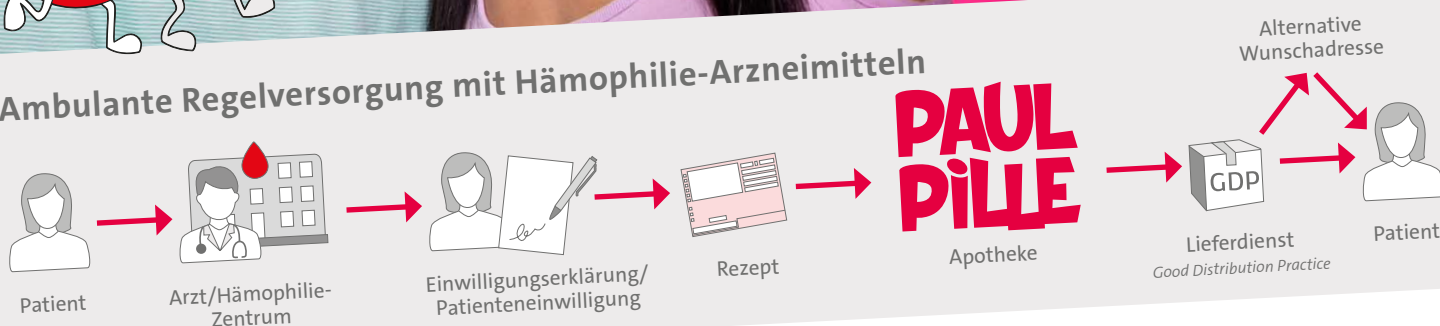 Ambulante Regelversorgung mit Hämophilie-Arzneimitteln
Patient
Arzt/Hämophilie-
Zentrum
Einwilligungserklärung/
Patienteneinwilligung
Rezept
PAUL
PiLLE
Apotheke
GDP
Lieferdienst
Good Distribution Practice
Alternative
Wunschadresse
Patient